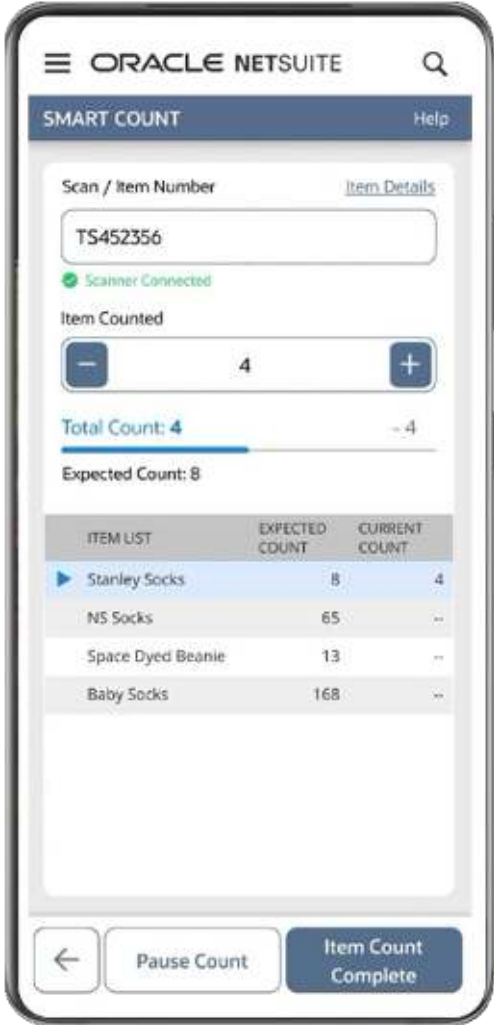 ORACLE NETSUITE
SMART COUNT Help
Scan / Item Number Item Details
TS452356
Scanner Connected
Item Counted
- 4 +
Total Count: 4 - 4
Expected Count: 8
ITEM LIST EXPECTED COUNT CURRENT COUNT
Stanley Socks 8 4
NS Socks 65 --
Space Dyed Beanie 13 --
Baby Socks 168 --
Pause Count
Item Count
Complete